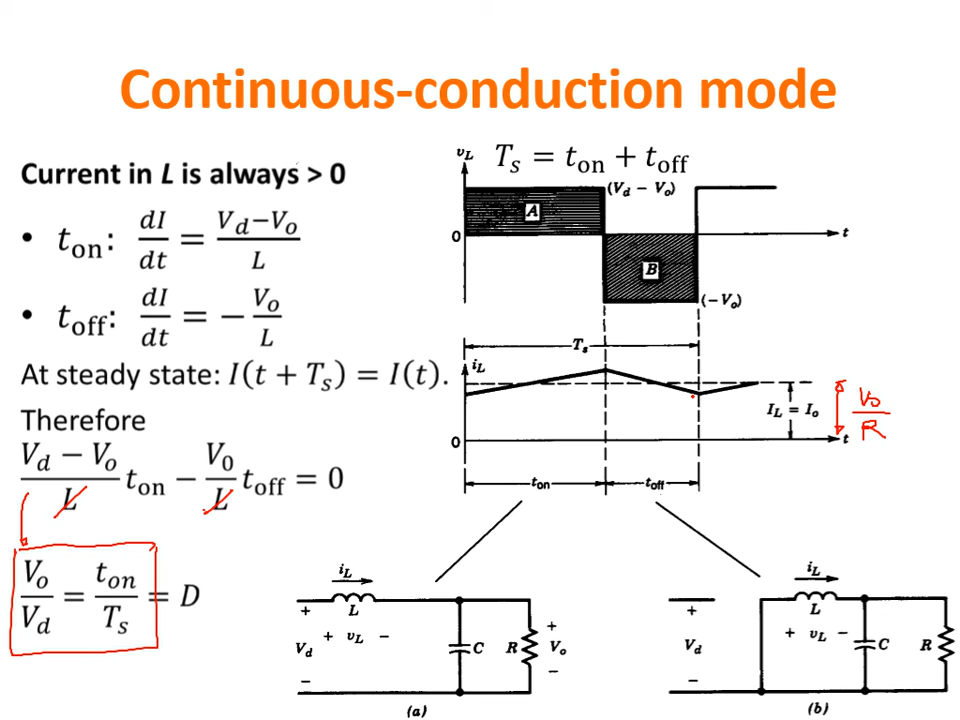 Continuous-conduction mode
Current in L is always > 0
• t_on: dI/dt = (V_d−V_o)/L
• t_off: dI/dt = −V_o/L
At steady state: I(t + T_s) = I(t).
Therefore
(V_d − V_o)/L t_on − V_0/L t_off = 0
V_o/V_d = t_on/T_s = D
v_L
T_s = t_on + t_off
(V_d − V_o)
A
0
t
B
(−V_o)
T_s
i_L
I_L = I_o
V_o/R
0
t
t_on
t_off
i_L
L
+ v_L −
+
V_d
−
C
R
+
V_o
−
(a)
i_L
L
+ v_L −
+
V_d
−
C
R
(b)